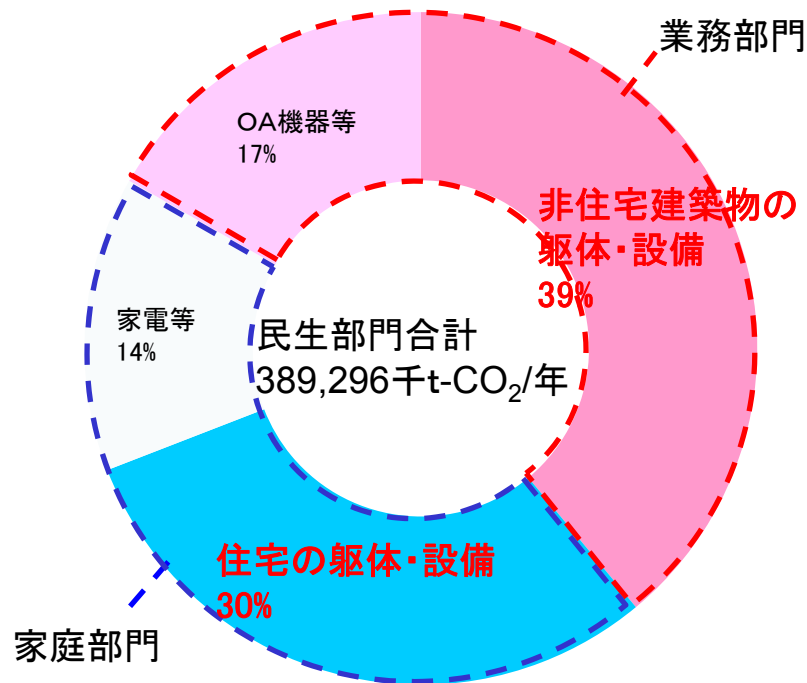 業務部門
OA機器等
17%
非住宅建築物の
躯体・設備
39%
家電等
14%
民生部門合計
389,296千t-CO₂/年
住宅の躯体・設備
30%
家庭部門